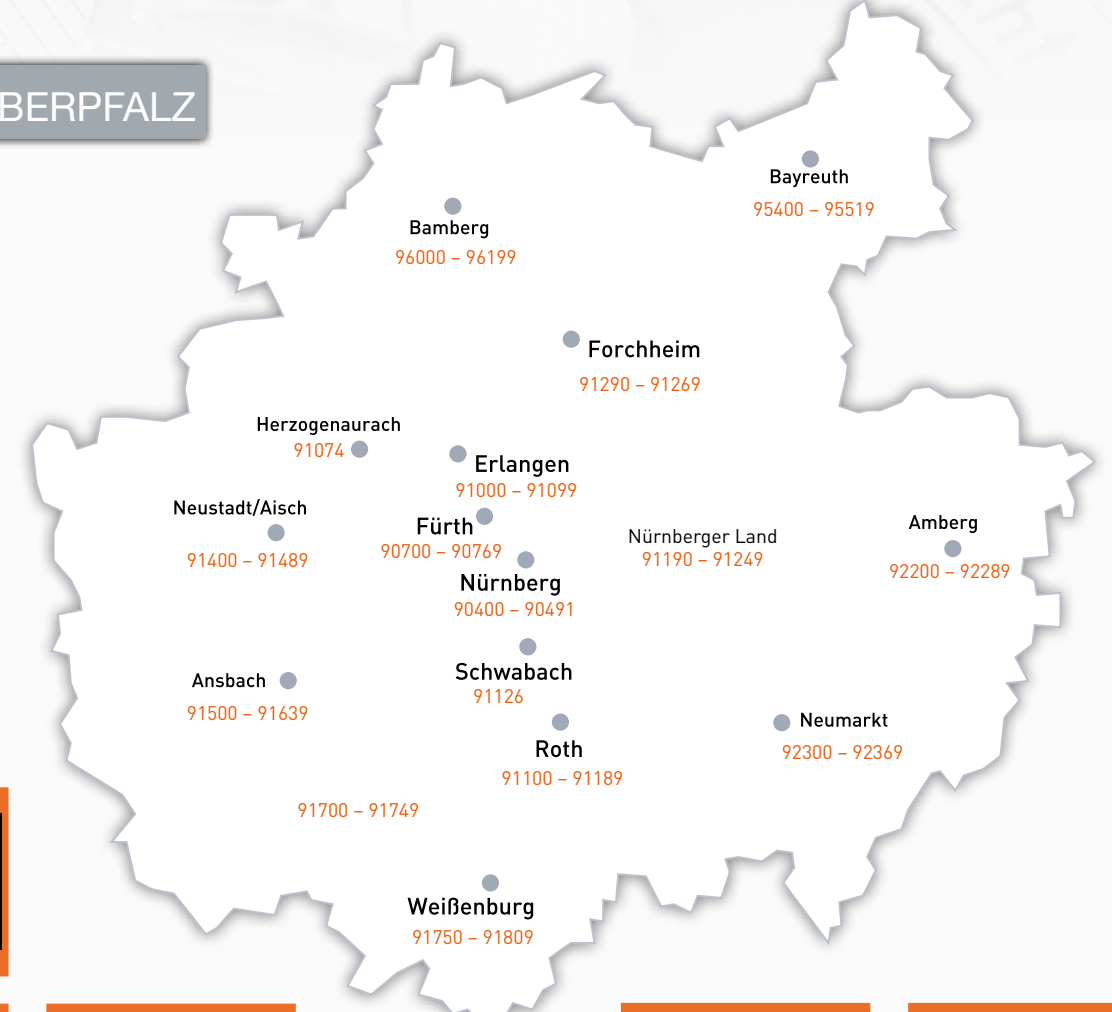 BERPFALZ
Bayreuth
95400 – 95519
Bamberg
96000 – 96199
Forchheim
91290 – 91269
Herzogenaurach
91074
Erlangen
91000 – 91099
Neustadt/Aisch
91400 – 91489
Fürth
90700 – 90769
Nürnberger Land
91190 – 91249
Amberg
92200 – 92289
Nürnberg
90400 – 90491
Schwabach
91126
Ansbach
91500 – 91639
Roth
91100 – 91189
Neumarkt
92300 – 92369
91700 – 91749
Weißenburg
91750 – 91809